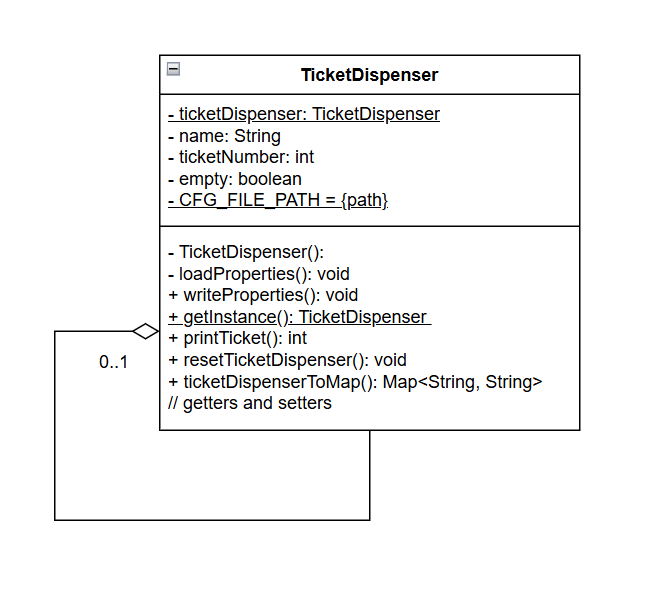 TicketDispenser
- ticketDispenser: TicketDispenser
- name: String
- ticketNumber: int
- empty: boolean
- CFG_FILE_PATH = {path}
- TicketDispenser():
- loadProperties(): void
+ writeProperties(): void
+ getInstance(): TicketDispenser
+ printTicket(): int
+ resetTicketDispenser(): void
+ ticketDispenserToMap(): Map<String, String>
// getters and setters
0..1